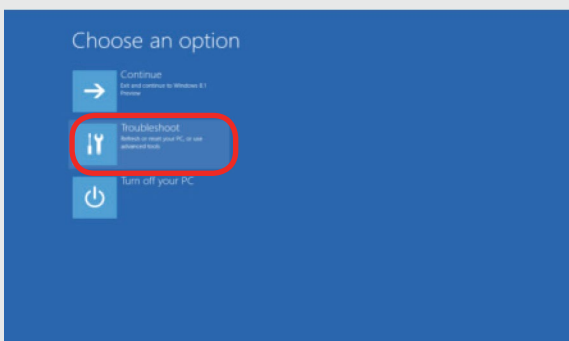 Choose an option
Continue
Exit and continue to Windows 8.1
Preview
Troubleshoot
Refresh or reset your PC, or use
advanced tools
Turn off your PC